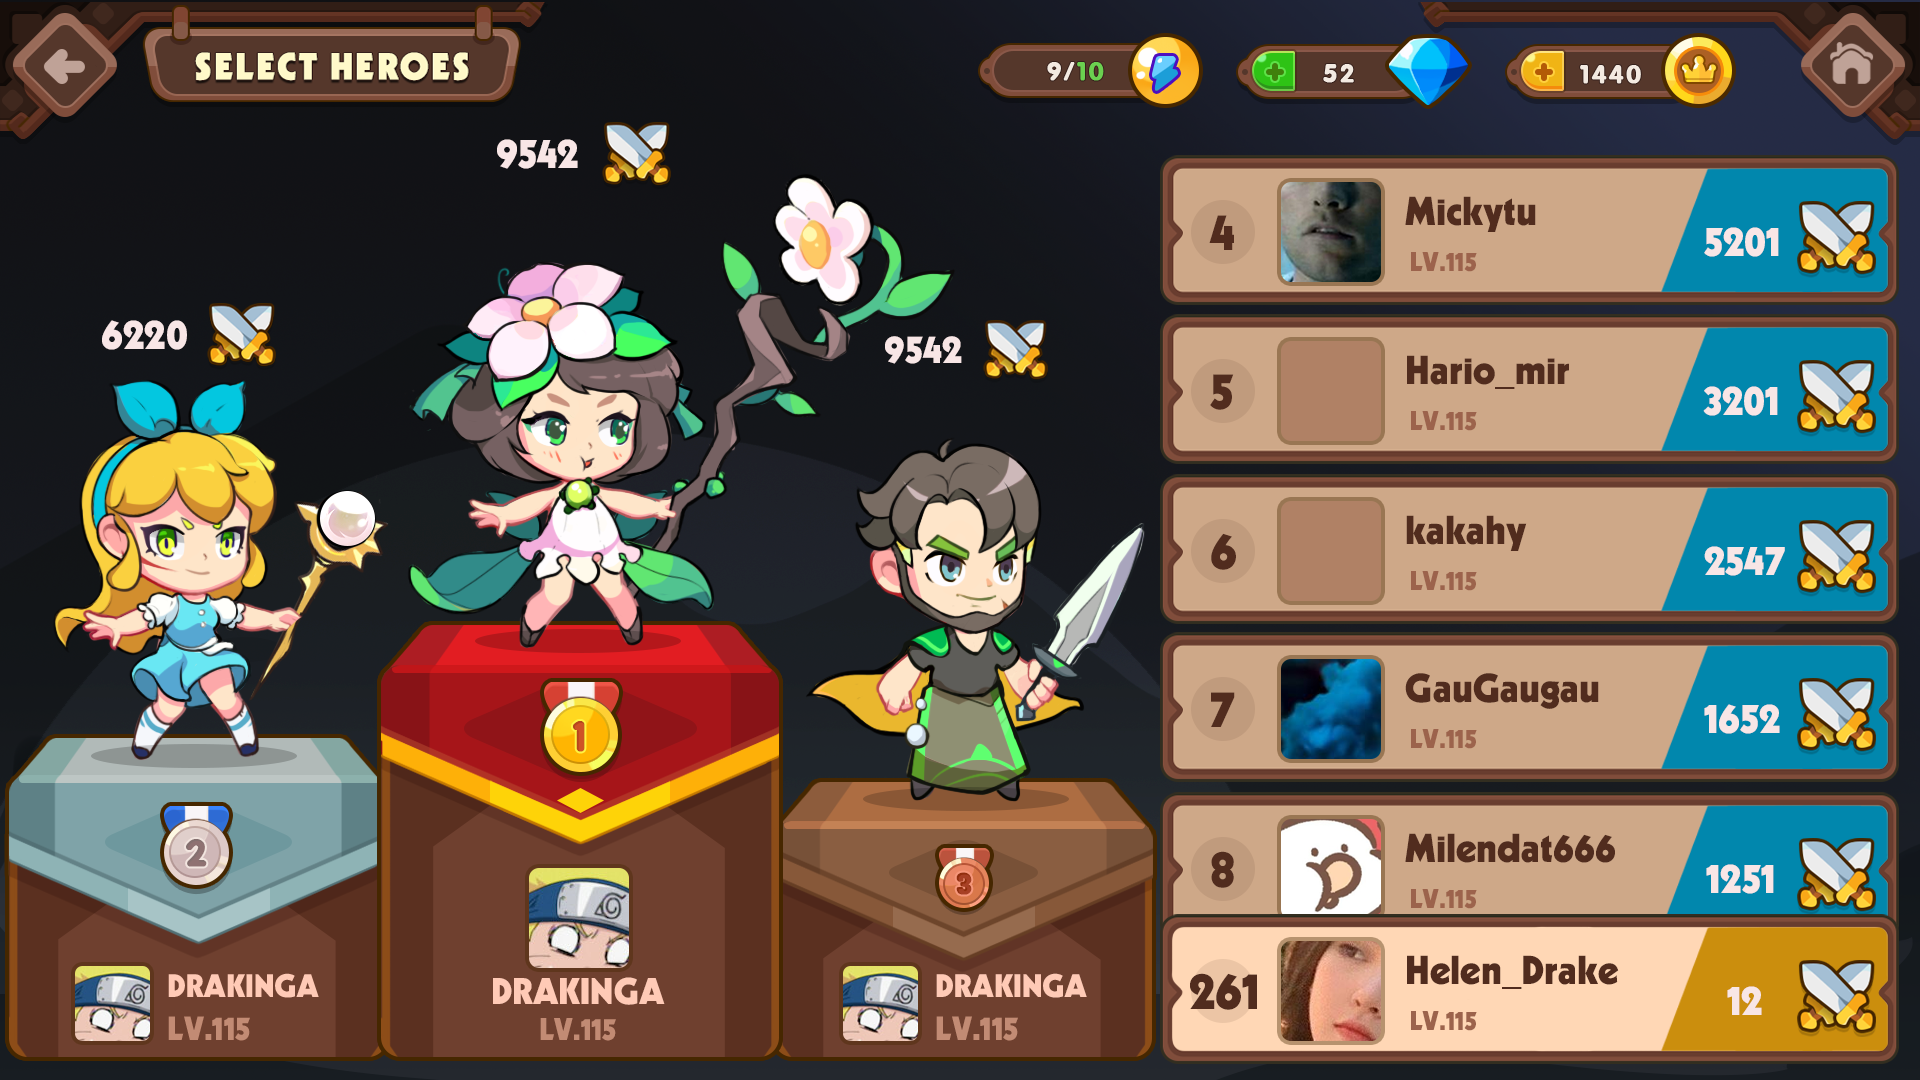 SELECT HEROES
9/10
52
1440
9542
6220
9542
1
2
3
DRAKINGA
LV.115
DRAKINGA
LV.115
DRAKINGA
LV.115
4
Mickytu
LV.115
5201
5
Hario_mir
LV.115
3201
6
kakahy
LV.115
2547
7
GauGaugau
LV.115
1652
8
Milendat666
LV.115
1251
261
Helen_Drake
LV.115
12